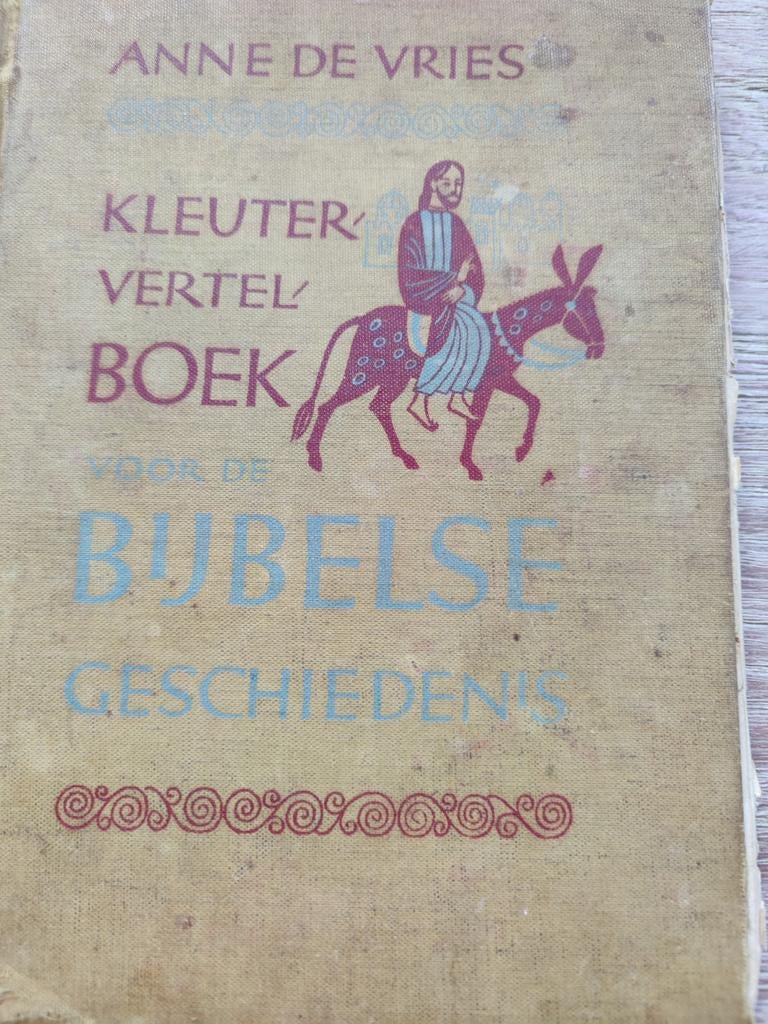 ANNE DE VRIES
KLEUTER-
VERTEL-
BOEK
VOOR DE
BIJBELSE
GESCHIEDENIS